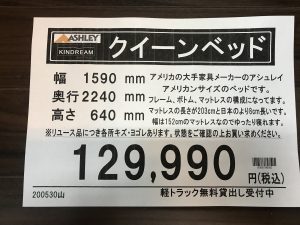 ASHLEY
KINDREAM
クイーンベッド
幅 1590 mm
奥行 2240 mm
高さ 640 mm
アメリカの大手家具メーカーのアシュレイ
アメリカンサイズのベッドです。
フレーム、ボトム、マットレスの構成になってます。
マットレスの長さが203cmと日本のより8cm長いです。
幅は152cmのマットレスなのでゆったり寝れます。
※リユース品につき各所キズ・ヨゴレあります。状態をご確認の上お買い求めください。
129,990
円(税込)
200530山
軽トラック無料貸出し受付中